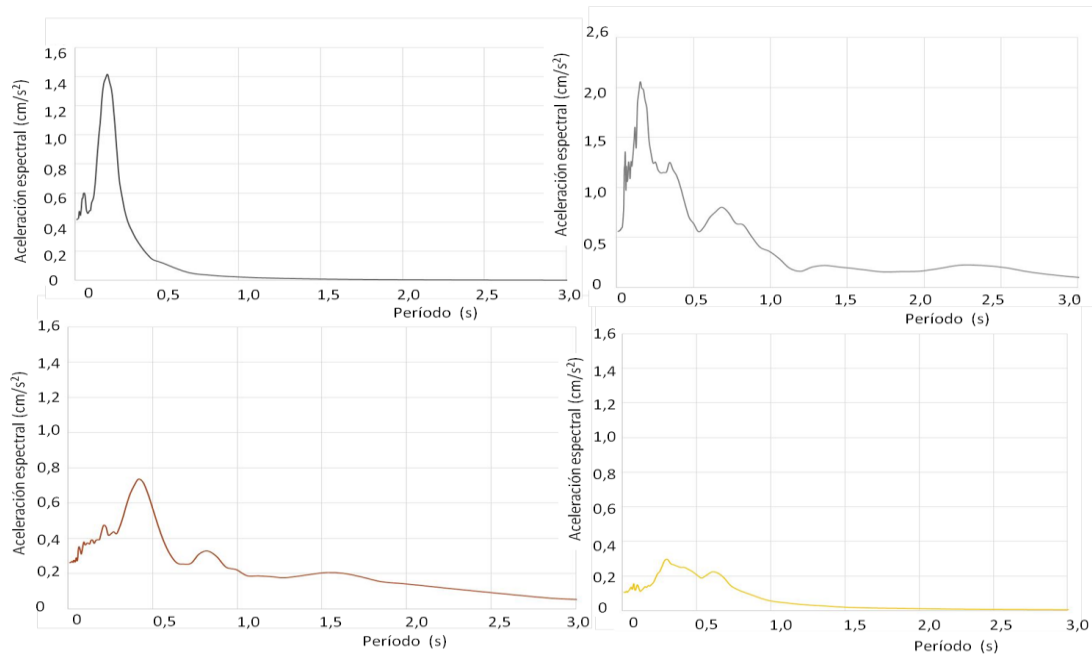 Aceleración espectral (cm/s²)
1,6
1,4
1,2
1,0
0,8
0,6
0,4
0,2
0
0 0,5 1,0 1,5 2,0 2,5 3,0
Período (s)
Aceleración espectral (cm/s²)
2,6
2,0
1,5
1,0
0,5
0
0 0,5 1,0 1,5 2,0 2,5 3,0
Período (s)
Aceleración espectral (cm/s²)
1,6
1,4
1,2
1,0
0,8
0,6
0,4
0,2
0
0 0,5 1,0 1,5 2,0 2,5 3,0
Período (s)
Aceleración espectral (cm/s²)
1,6
1,4
1,2
1,0
0,8
0,6
0,4
0,2
0
0 0,5 1,0 1,5 2,0 2,5 3,0
Período (s)